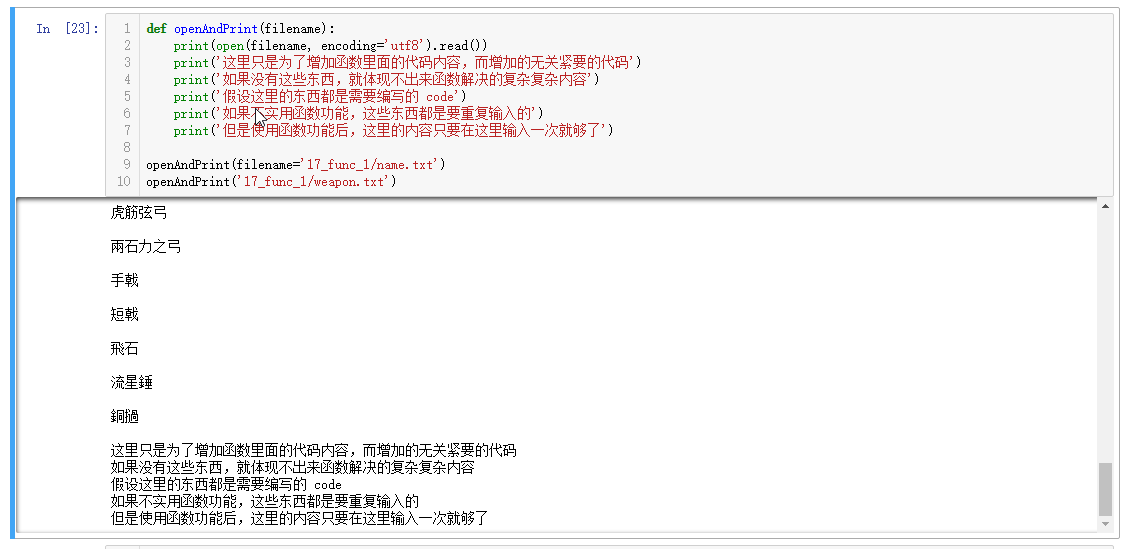 In [23]:
1 def openAndPrint(filename):
2 print(open(filename, encoding='utf8').read())
3 print('这里只是为了增加函数里面的代码内容，而增加的无关紧要的代码')
4 print('如果没有这些东西，就体现不出来函数解决的复杂复杂内容')
5 print('假设这里的东西都是需要编写的 code')
6 print('如果不实用函数功能，这些东西都是要重复输入的')
7 print('但是使用函数功能后，这里的内容只要在这里输入一次就够了')
8
9 openAndPrint(filename='17_func_1/name.txt')
10 openAndPrint('17_func_1/weapon.txt')
虎筋弦弓
兩石力之弓
手戟
短戟
飛石
流星錘
銅撾
这里只是为了增加函数里面的代码内容，而增加的无关紧要的代码
如果没有这些东西，就体现不出来函数解决的复杂复杂内容
假设这里的东西都是需要编写的 code
如果不实用函数功能，这些东西都是要重复输入的
但是使用函数功能后，这里的内容只要在这里输入一次就够了